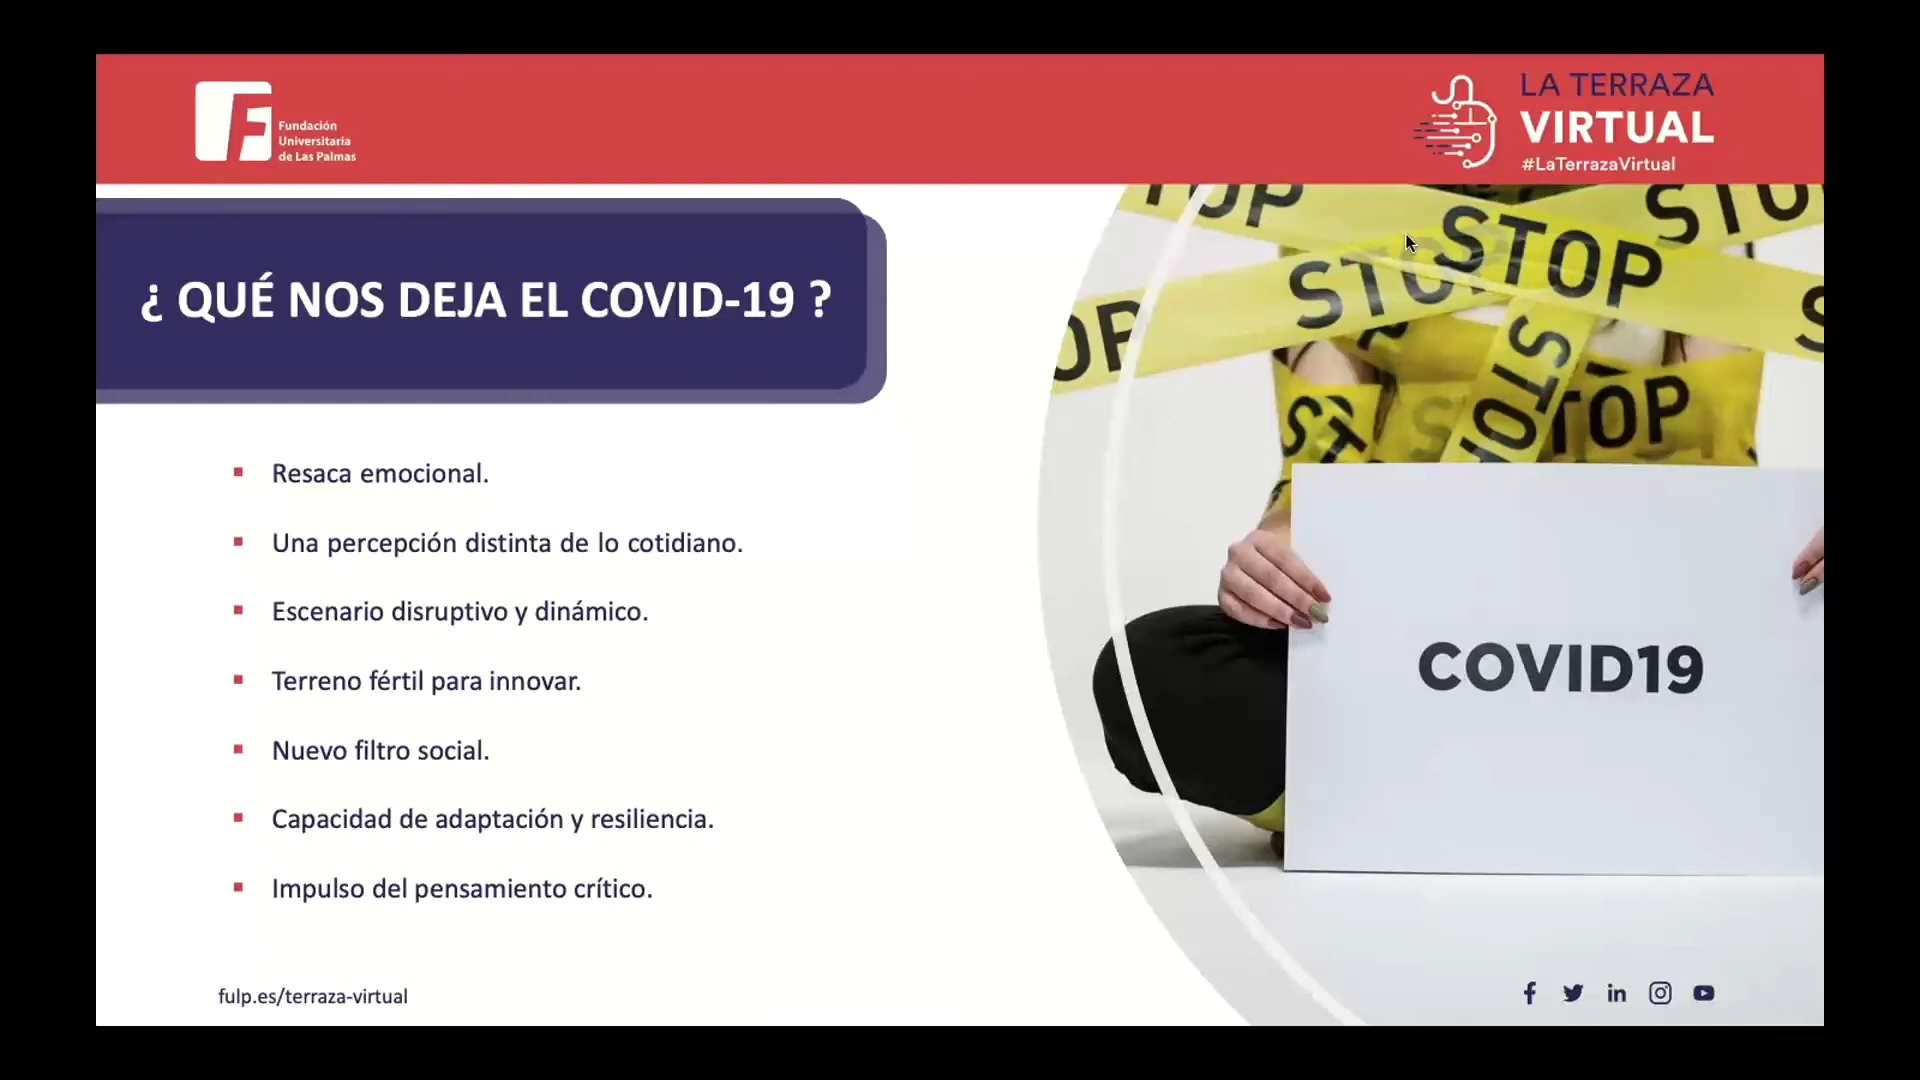 Fundación
Universitaria
de Las Palmas
LA TERRAZA
VIRTUAL
#LaTerrazaVirtual
¿ QUÉ NOS DEJA EL COVID-19 ?
Resaca emocional.
Una percepción distinta de lo cotidiano.
Escenario disruptivo y dinámico.
Terreno fértil para innovar.
Nuevo filtro social.
Capacidad de adaptación y resiliencia.
Impulso del pensamiento crítico.
STOP
STOP
STOP
COVID19
fulp.es/terraza-virtual